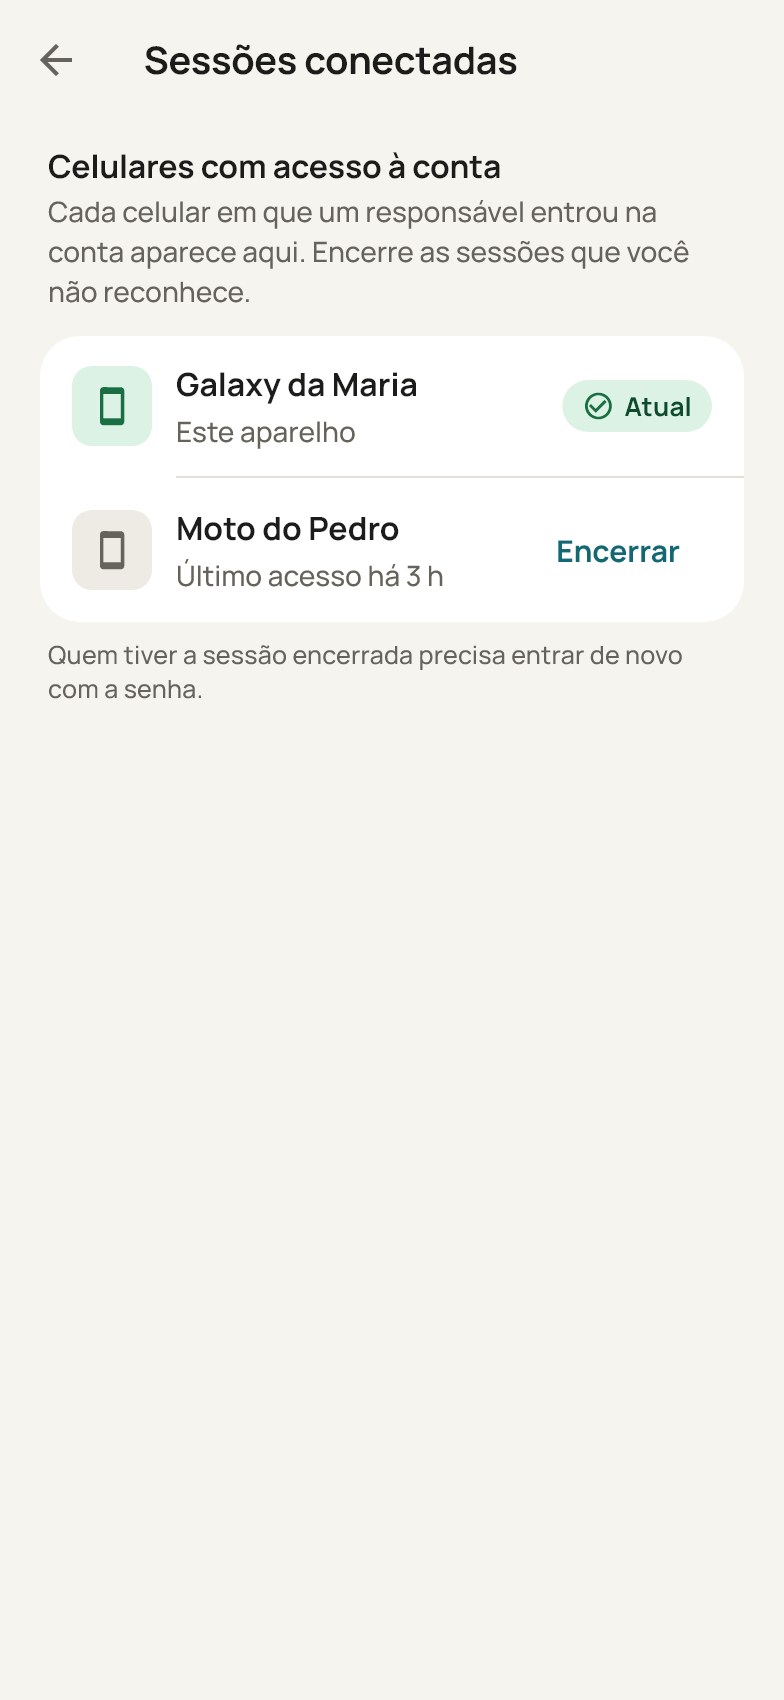 Sessões conectadas
Celulares com acesso à conta
Cada celular em que um responsável entrou na
conta aparece aqui. Encerre as sessões que você
não reconhece.
Galaxy da Maria
Este aparelho
Atual
Moto do Pedro
Último acesso há 3 h
Encerrar
Quem tiver a sessão encerrada precisa entrar de novo
com a senha.